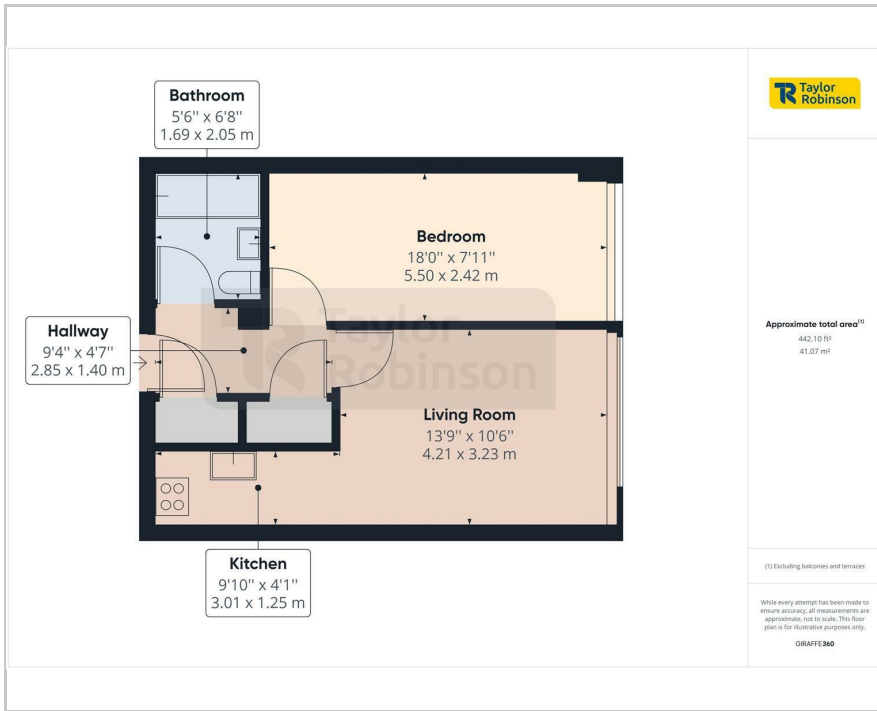 Bathroom
5'6'' x 6'8''
1.69 x 2.05 m
Bedroom
18'0'' x 7'11''
5.50 x 2.42 m
Hallway
9'4'' x 4'7''
2.85 x 1.40 m
Taylor
Robinson
Living Room
13'9'' x 10'6''
4.21 x 3.23 m
Kitchen
9'10'' x 4'1''
3.01 x 1.25 m
Taylor
Robinson
Approximate total area(1)
442.10 ft²
41.07 m²
(1) Excluding balconies and terraces
While every attempt has been made to
ensure accuracy, all measurements are
approximate, not to scale. This floor
plan is for illustrative purposes only.
GIRAFFE360